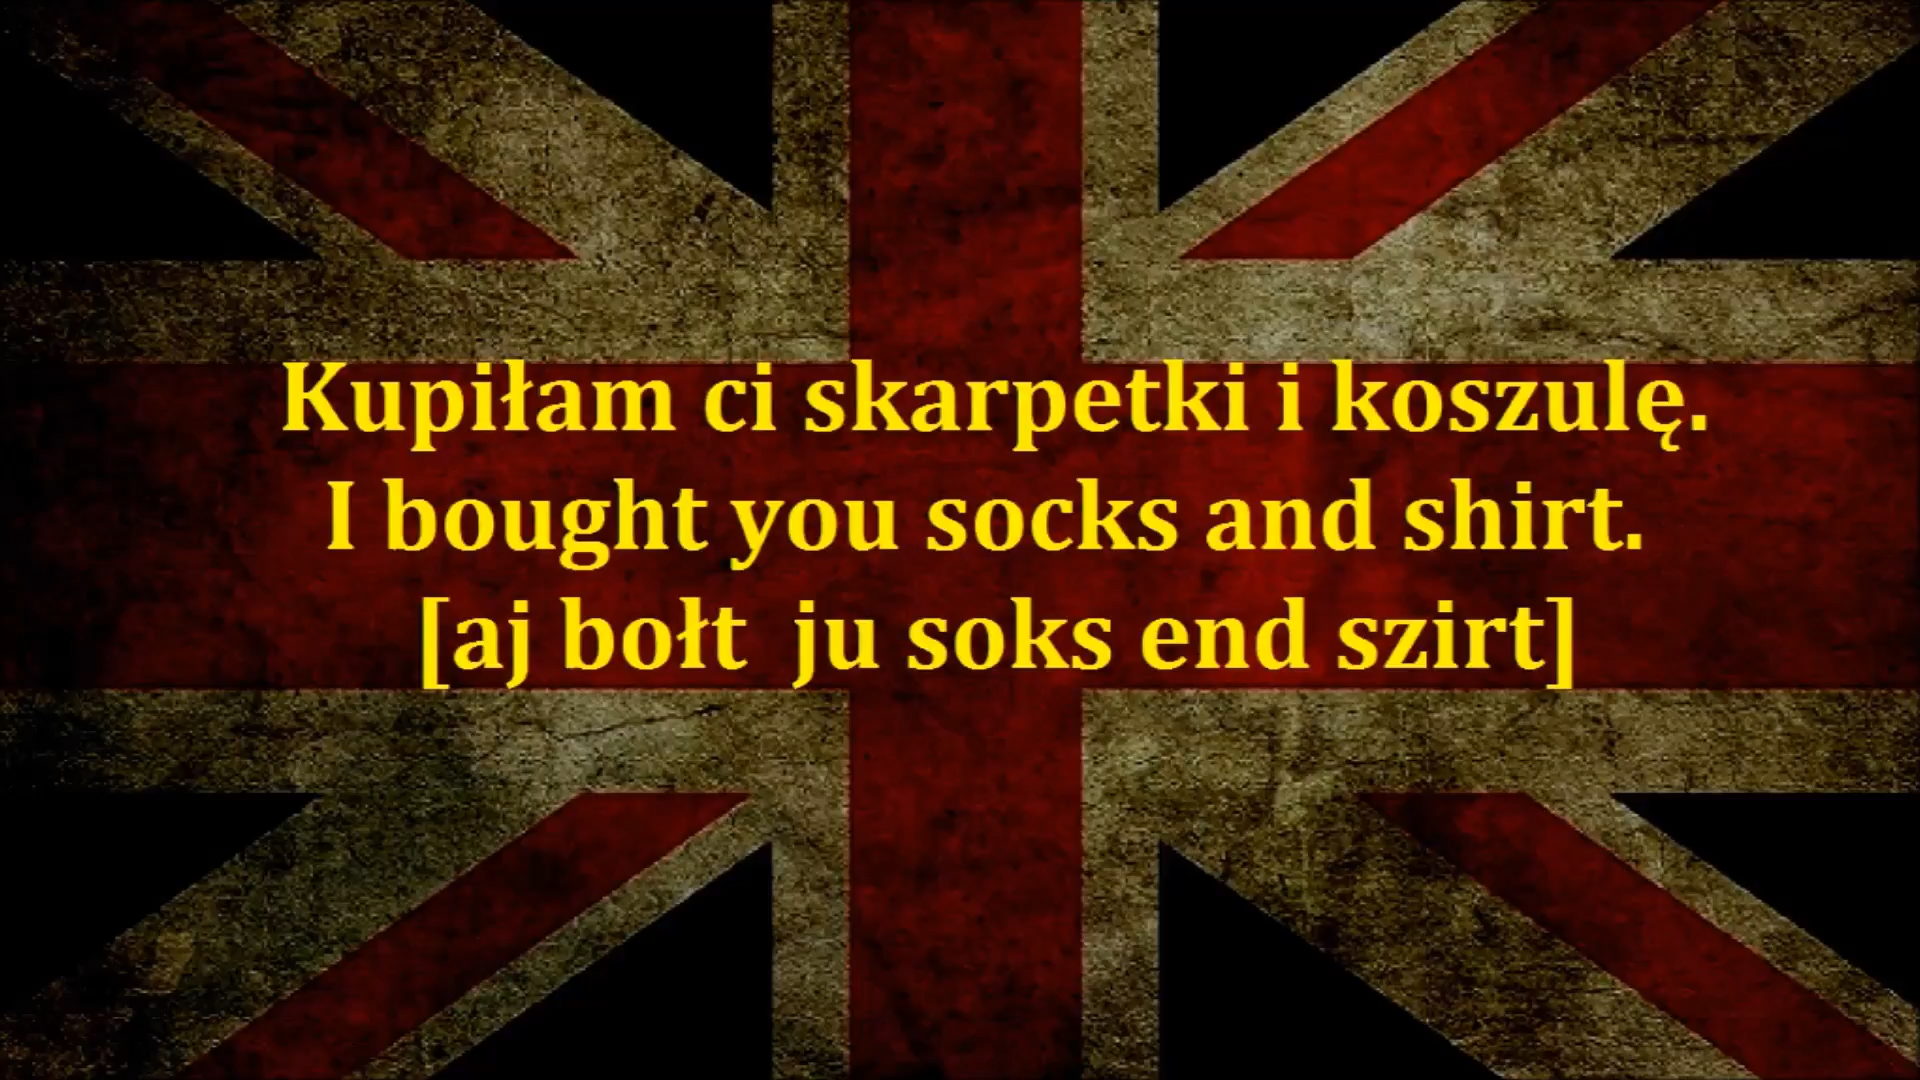 Kupiłam ci skarpetki i koszulę.
I bought you socks and shirt.
[aj bołt ju soks end szirt]